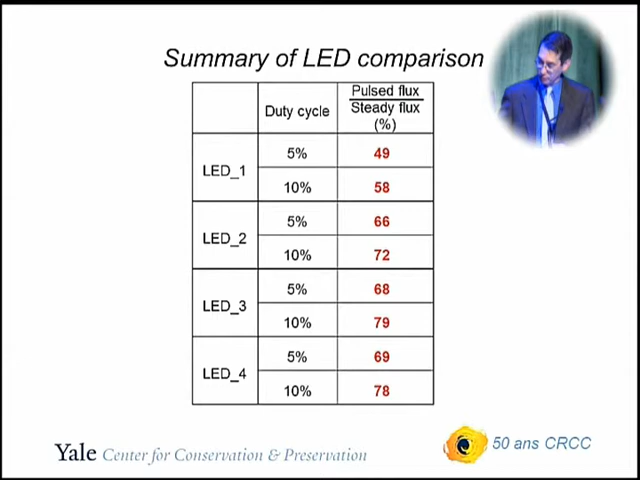 Summary of LED comparison
Duty cycle
Pulsed flux
Steady flux
(%)
LED_1
5%
49
10%
58
LED_2
5%
66
10%
72
LED_3
5%
68
10%
79
LED_4
5%
69
10%
78
Yale Center for Conservation & Preservation
50 ans CRCC